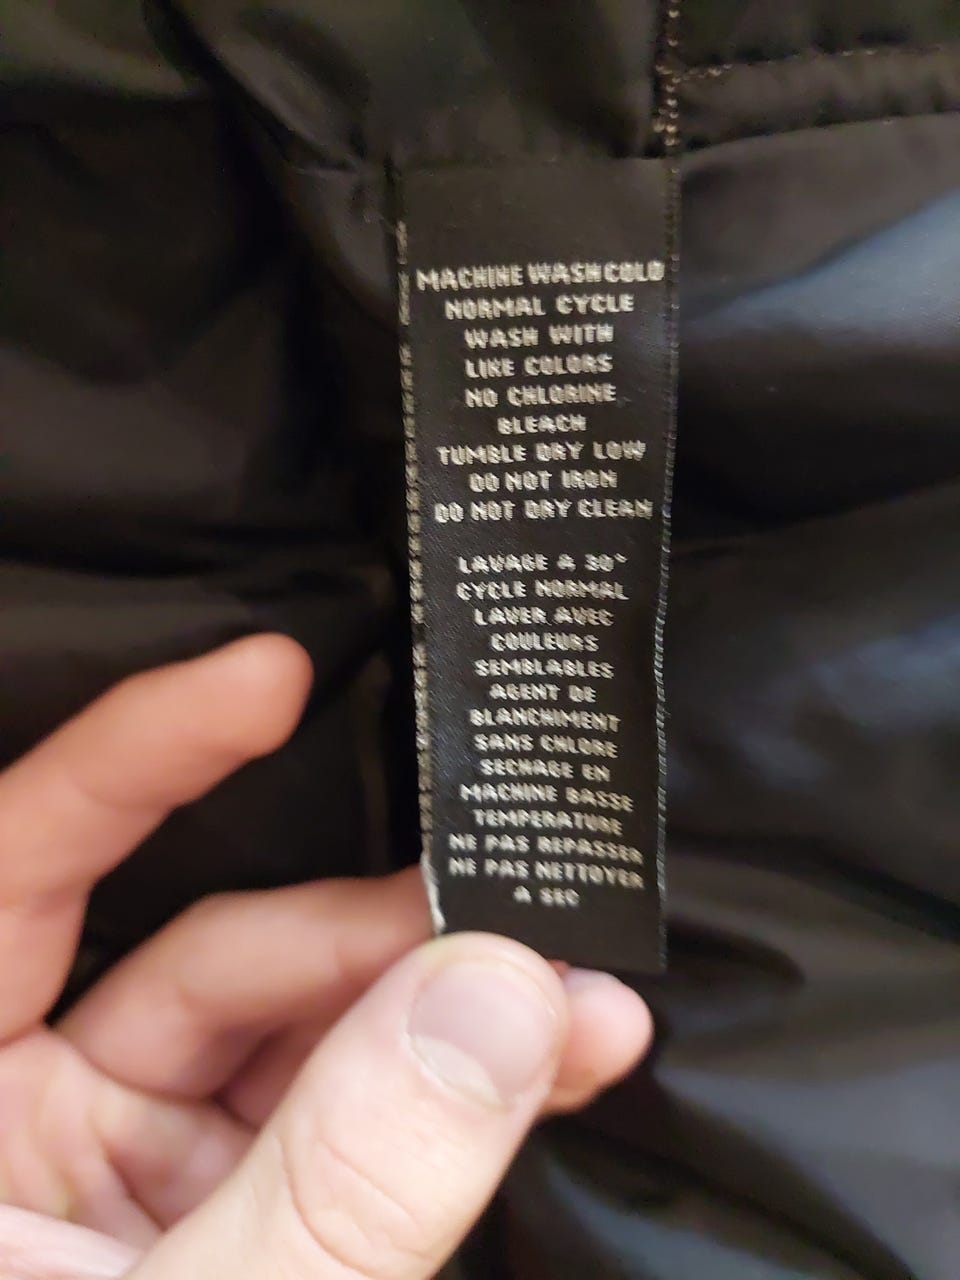 MACHINE WASH COLD
NORMAL CYCLE
WASH WITH
LIKE COLORS
NO CHLORINE
BLEACH
TUMBLE DRY LOW
DO NOT IRON
DO NOT DRY CLEAN
LAVAGE A 30°
CYCLE NORMAL
LAVER AVEC
COULEURS
SEMBLABLES
AGENT DE
BLANCHIMENT
SANS CHLORE
SECHAGE EN
MACHINE BASSE
TEMPERATURE
NE PAS REPASSER
NE PAS NETTOYER
A SEC